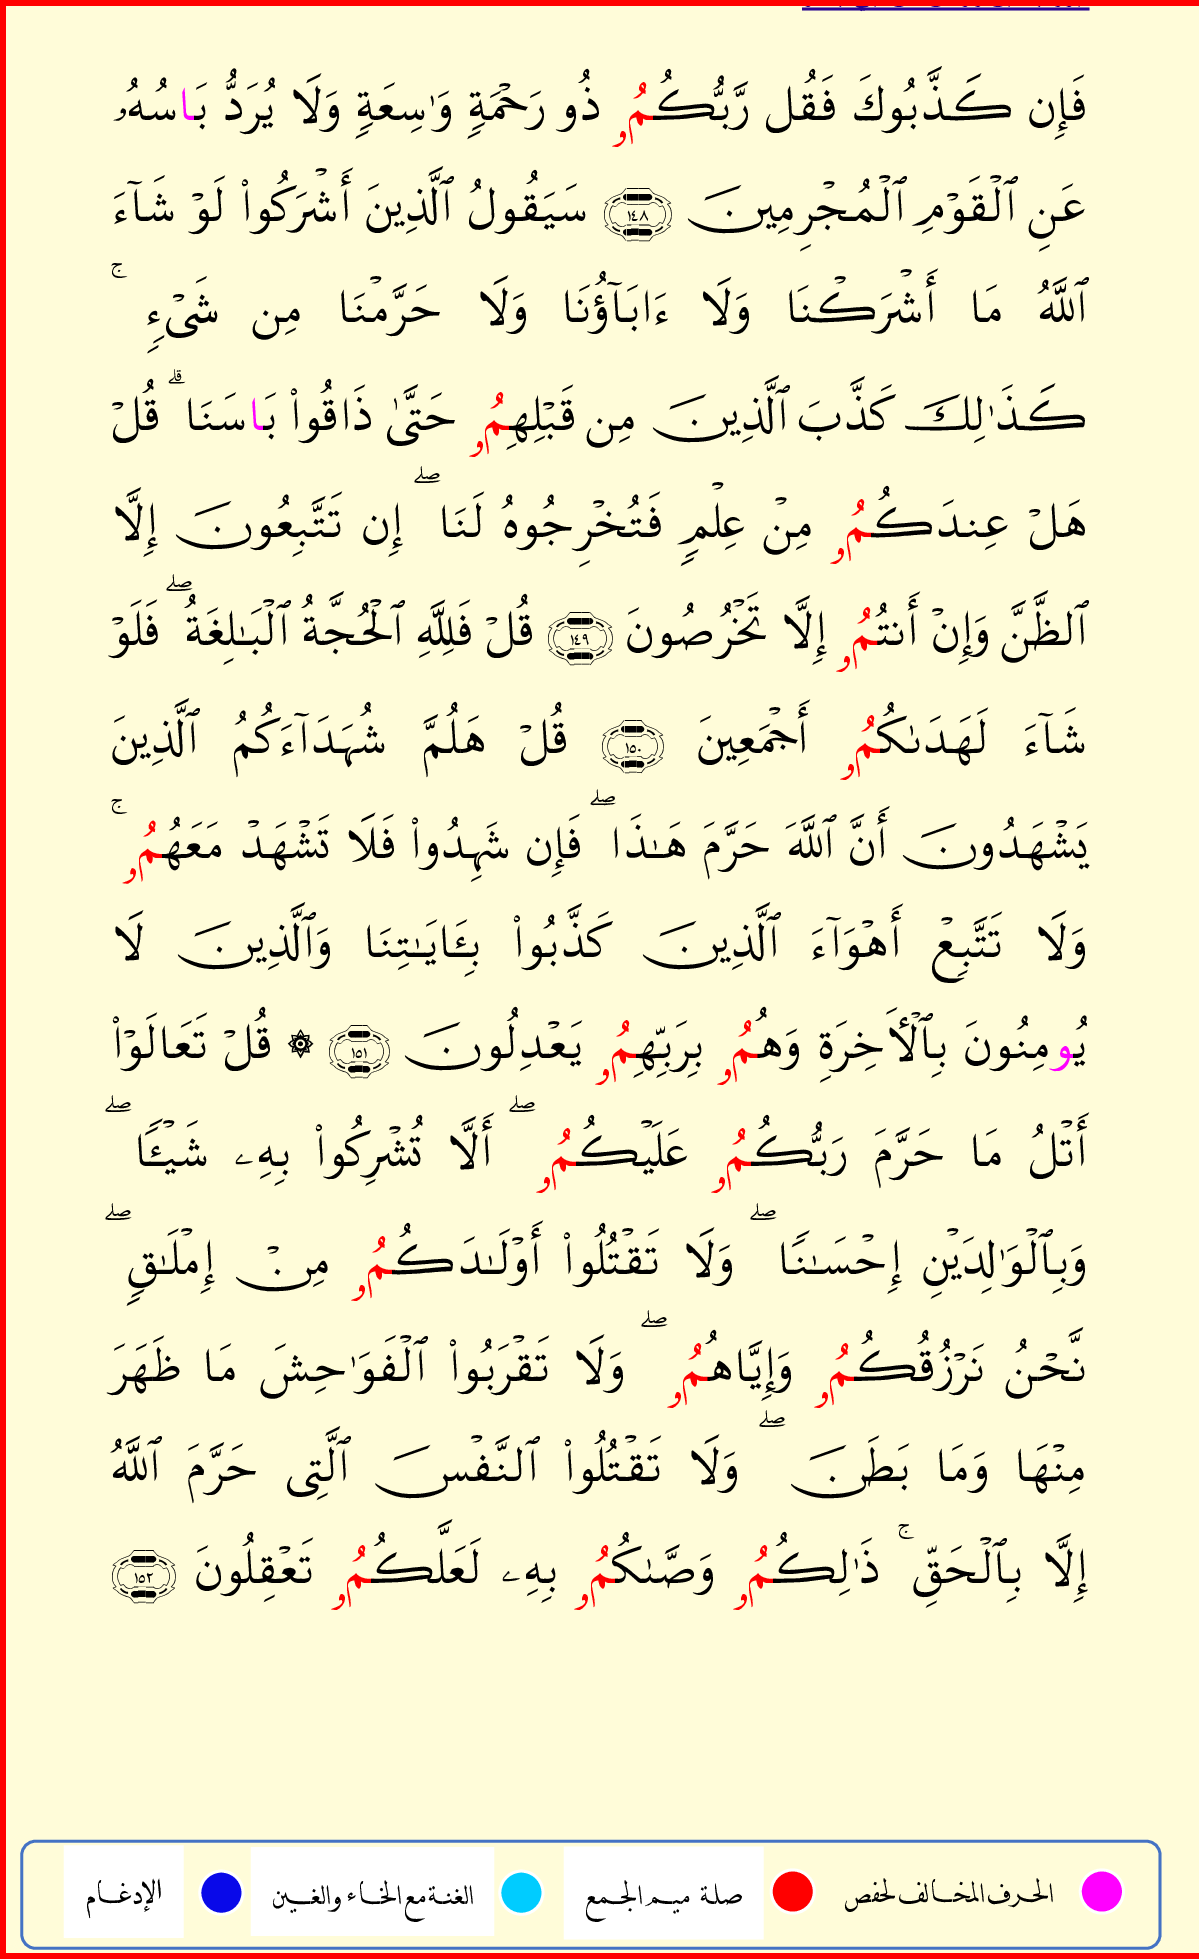 فَإِن كَذَّبُوكَ فَقُل رَّبُّكُمُۥ ذُو رَحْمَةٍ وَٰسِعَةٍ وَلَا يُرَدُّ بَاسُهُۥ
عَنِ ٱلْقَوْمِ ٱلْمُجْرِمِينَ ١٤٨ سَيَقُولُ ٱلَّذِينَ أَشْرَكُوا۟ لَوْ شَآءَ
ٱللَّهُ مَا أَشْرَكْنَا وَلَا ءَابَآؤُنَا وَلَا حَرَّمْنَا مِن شَىْءٍ ۚ
كَذَٰلِكَ كَذَّبَ ٱلَّذِينَ مِن قَبْلِهِمُۥ حَتَّىٰ ذَاقُوا۟ بَاسَنَا ۗ قُلْ
هَلْ عِندَكُمُۥ مِنْ عِلْمٍ فَتُخْرِجُوهُ لَنَا ۖ إِن تَتَّبِعُونَ إِلَّا
ٱلظَّنَّ وَإِنْ أَنتُمُۥ إِلَّا تَخْرُصُونَ ١٤٩ قُلْ فَلِلَّهِ ٱلْحُجَّةُ ٱلْبَـٰلِغَةُ ۖ فَلَوْ
شَآءَ لَهَدَىٰكُمُۥ أَجْمَعِينَ ١٥٠ قُلْ هَلُمَّ شُهَدَآءَكُمُ ٱلَّذِينَ
يَشْهَدُونَ أَنَّ ٱللَّهَ حَرَّمَ هَـٰذَا ۖ فَإِن شَهِدُوا۟ فَلَا تَشْهَدْ مَعَهُمُۥ ۚ
وَلَا تَتَّبِعْ أَهْوَآءَ ٱلَّذِينَ كَذَّبُوا۟ بِـَٔايَـٰتِنَا وَٱلَّذِينَ لَا
يُومِنُونَ بِٱلْـَٔاخِرَةِ وَهُمُۥ بِرَبِّهِمُۥ يَعْدِلُونَ ١٥١ ۞ قُلْ تَعَالَوْا۟
أَتْلُ مَا حَرَّمَ رَبُّكُمُۥ عَلَيْكُمُۥ ۖ أَلَّا تُشْرِكُوا۟ بِهِۦ شَيْـًٔا ۖ
وَبِٱلْوَٰلِدَيْنِ إِحْسَـٰنًا ۖ وَلَا تَقْتُلُوا۟ أَوْلَـٰدَكُمُۥ مِنْ إِمْلَـٰقٍ ۖ
نَّحْنُ نَرْزُقُكُمُۥ وَإِيَّاهُمُۥ ۖ وَلَا تَقْرَبُوا۟ ٱلْفَوَٰحِشَ مَا ظَهَرَ
مِنْهَا وَمَا بَطَنَ ۖ وَلَا تَقْتُلُوا۟ ٱلنَّفْسَ ٱلَّتِى حَرَّمَ ٱللَّهُ
إِلَّا بِٱلْحَقِّ ۚ ذَٰلِكُمُۥ وَصَّىٰكُمُۥ بِهِۦ لَعَلَّكُمُۥ تَعْقِلُونَ ١٥٢
الحرف المخالف لحفص صلة ميم الجمع الغنة مع الخاء والغين الإدغام